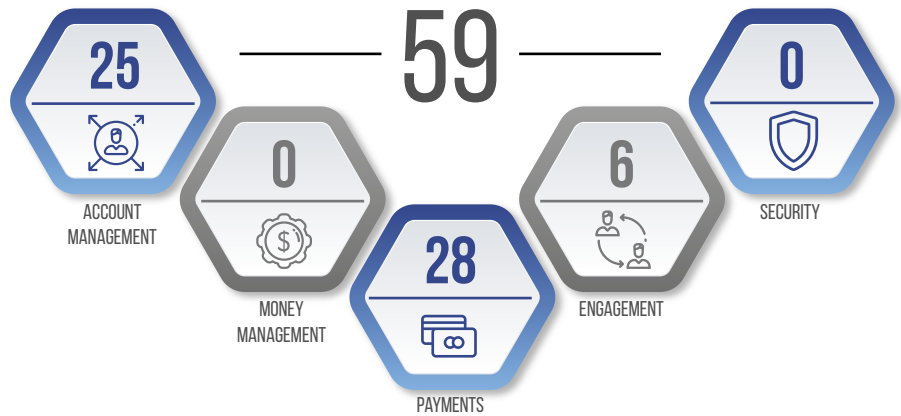 59
25
ACCOUNT
MANAGEMENT
0
$
MONEY
MANAGEMENT
28
PAYMENTS
6
ENGAGEMENT
0
SECURITY